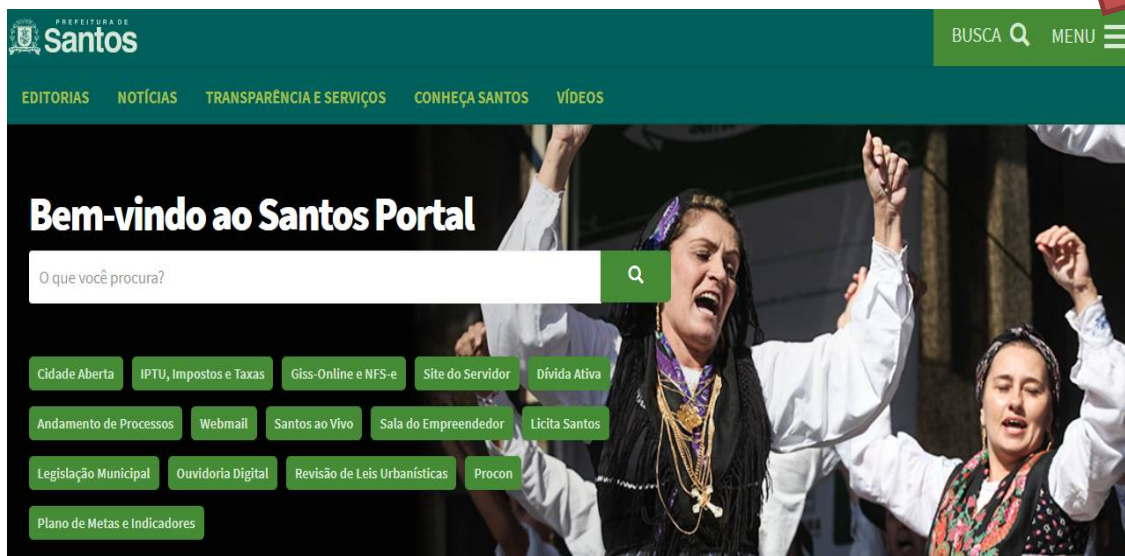 PREFEITURA DE
Santos
BUSCA MENU
EDITORIAS NOTÍCIAS TRANSPARÊNCIA E SERVIÇOS CONHEÇA SANTOS VÍDEOS
Bem-vindo ao Santos Portal
O que você procura?
Cidade Aberta IPTU, Impostos e Taxas Giss-Online e NFS-e Site do Servidor Dívida Ativa
Andamento de Processos Webmail Santos ao Vivo Sala do Empreendedor Licita Santos
Legislação Municipal Ouvidoria Digital Revisão de Leis Urbanísticas Procon
Plano de Metas e Indicadores